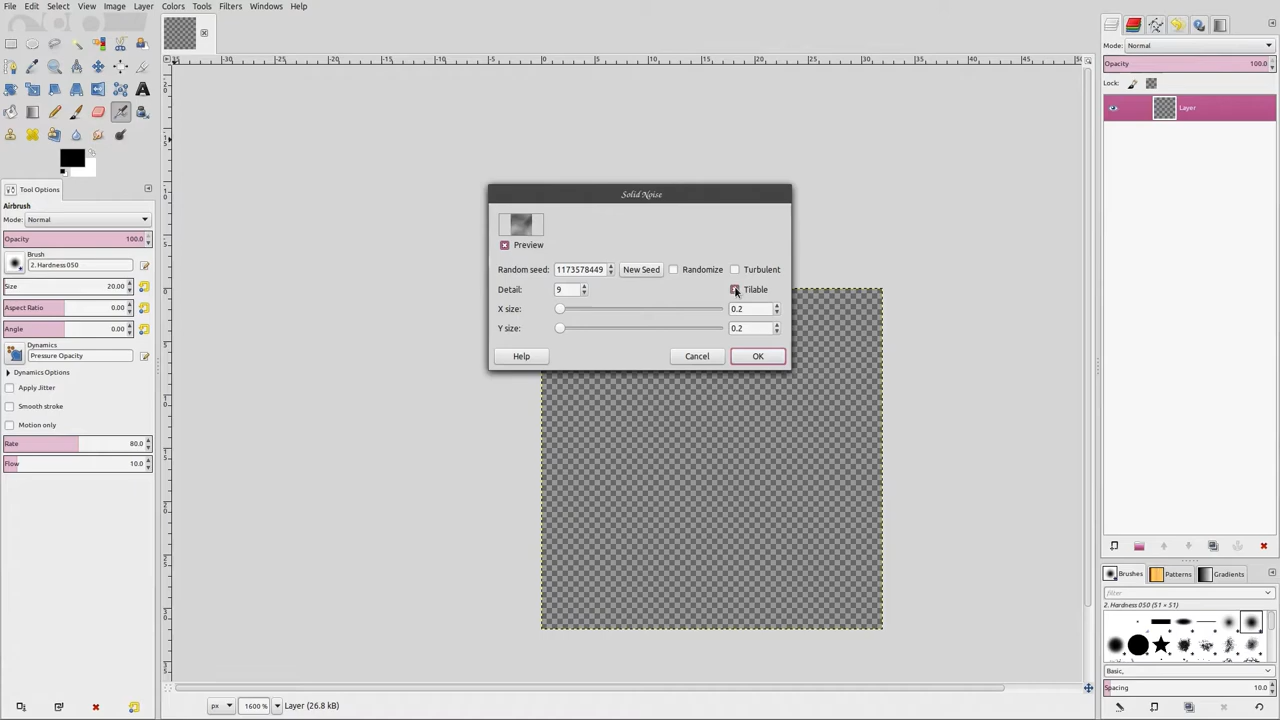 File Edit Select View Image Layer Colors Tools Filters Windows Help
Mode: Normal
Opacity 100.0
Lock:
Layer
Tool Options
Airbrush
Mode: Normal
Opacity 100.0
Brush
2. Hardness 050
Size 20.00
Aspect Ratio 0.00
Angle 0.00
Dynamics
Pressure Opacity
Dynamics Options
Apply Jitter
Smooth stroke
Motion only
Rate 80.0
Flow 10.0
Solid Noise
Preview
Random seed: 1173578449 New Seed Randomize Turbulent
Detail: 9 Tilable
X size: 0.2
Y size: 0.2
Help Cancel OK
Brushes Patterns Gradients
filter
2. Hardness 050 (51 × 51)
Basic,
Spacing 10.0
px 1600 % Layer (26.8 kB)